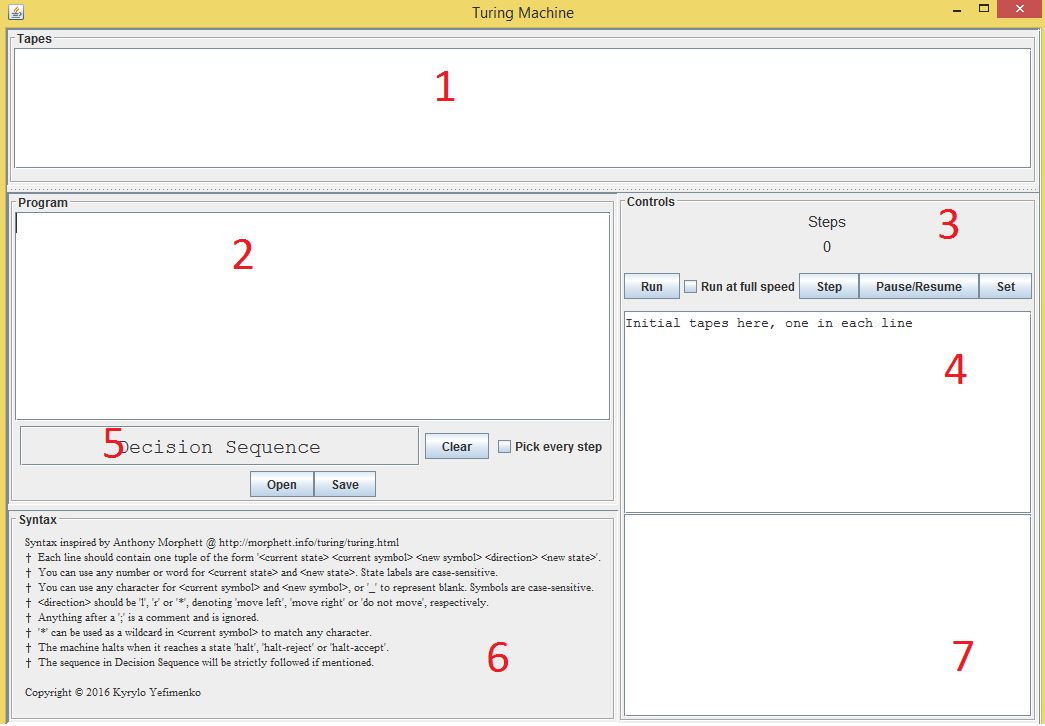 Turing Machine
Tapes
1
Program
2
Controls
Steps
3
0
Run Run at full speed Step Pause/Resume Set
Initial tapes here, one in each line
4
5 Decision Sequence Clear Pick every step
Open Save
Syntax
Syntax inspired by Anthony Morphett @ http://morphett.info/turing/turing.html
† Each line should contain one tuple of the form '<current state> <current symbol> <new symbol> <direction> <new state>'.
† You can use any number or word for <current state> and <new state>. State labels are case-sensitive.
† You can use any character for <current symbol> and <new symbol>, or '_' to represent blank. Symbols are case-sensitive.
† <direction> should be 'l', 'r' or '*', denoting 'move left', 'move right' or 'do not move', respectively.
† Anything after a ';' is a comment and is ignored.
† '*' can be used as a wildcard in <current symbol> to match any character.
† The machine halts when it reaches a state 'halt', 'halt-reject' or 'halt-accept'.
† The sequence in Decision Sequence will be strictly followed if mentioned.
6
Copyright © 2016 Kyrylo Yefimenko
7